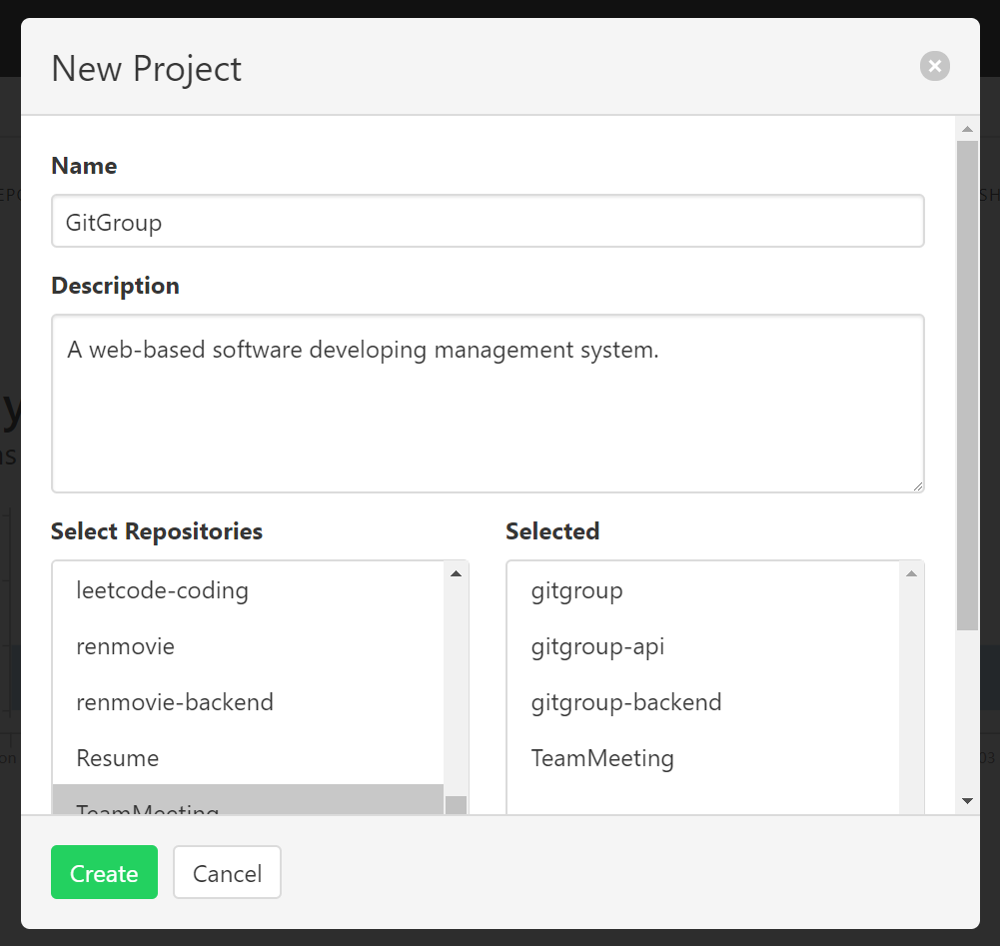 New Project
Name
GitGroup
Description
A web-based software developing management system.
Select Repositories
Selected
leetcode-coding
renmovie
renmovie-backend
Resume
TeamMeeting
gitgroup
gitgroup-api
gitgroup-backend
TeamMeeting
Create
Cancel